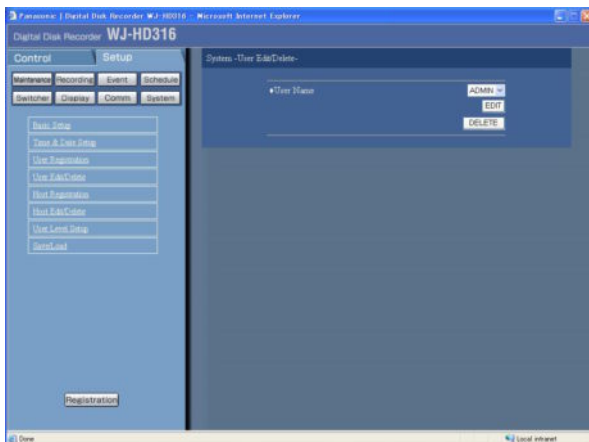 Panasonic [Digital Disk Recorder WJ-HD316 - Microsoft Internet Explorer
Digital Disk Recorder WJ-HD316
Control Setup
Maintenance Recording Event Schedule
Switcher Display Comm System
Basic Setup
Time & Date Setup
User Registration
User Edit/Delete
Host Registration
Host Edit/Delete
User Level Setup
Save/Load
Registration
System -User Edit/Delete-
♦User Name ADMIN
EDIT
DELETE
Done Local intranet